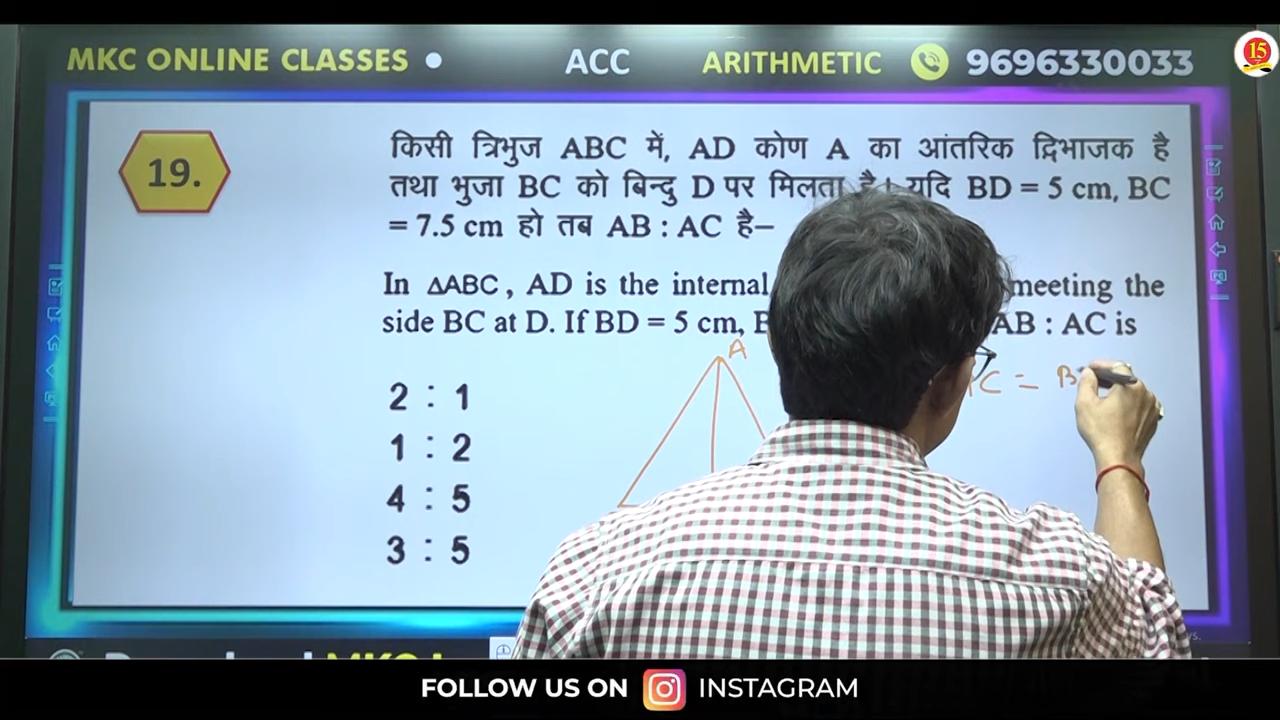 MKC ONLINE CLASSES • ACC ARITHMETIC 9696330033
15
19.
किसी त्रिभुज ABC में, AD कोण A का आंतरिक द्विभाजक है
तथा भुजा BC को बिन्दु D पर मिलता है। यदि BD = 5 cm, BC
= 7.5 cm हो तब AB : AC है–
In ΔABC, AD is the internal meeting the
side BC at D. If BD = 5 cm, AB : AC is
A
C = B
2 : 1
1 : 2
4 : 5
3 : 5
FOLLOW US ON INSTAGRAM